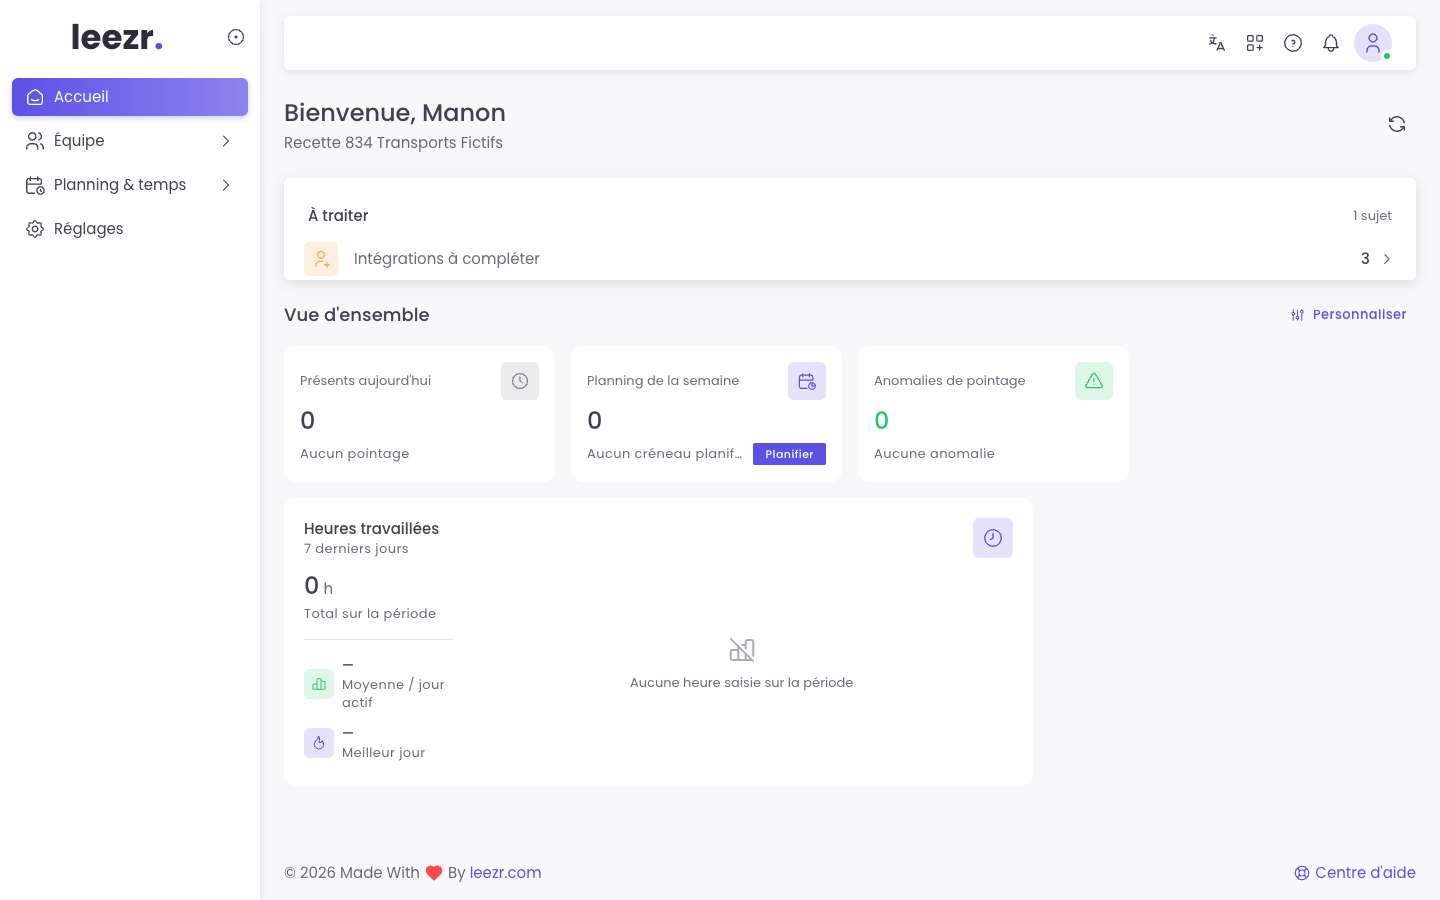 leezr.
Accueil
Équipe
Planning & temps
Réglages
Bienvenue, Manon
Recette 834 Transports Fictifs
À traiter
1 sujet
Intégrations à compléter
3
Vue d'ensemble
Personnaliser
Présents aujourd'hui
0
Aucun pointage
Planning de la semaine
0
Aucun créneau planif…
Planifier
Anomalies de pointage
0
Aucune anomalie
Heures travaillées
7 derniers jours
0 h
Total sur la période
–
Moyenne / jour
actif
–
Meilleur jour
Aucune heure saisie sur la période
© 2026 Made With ❤ By leezr.com
Centre d'aide